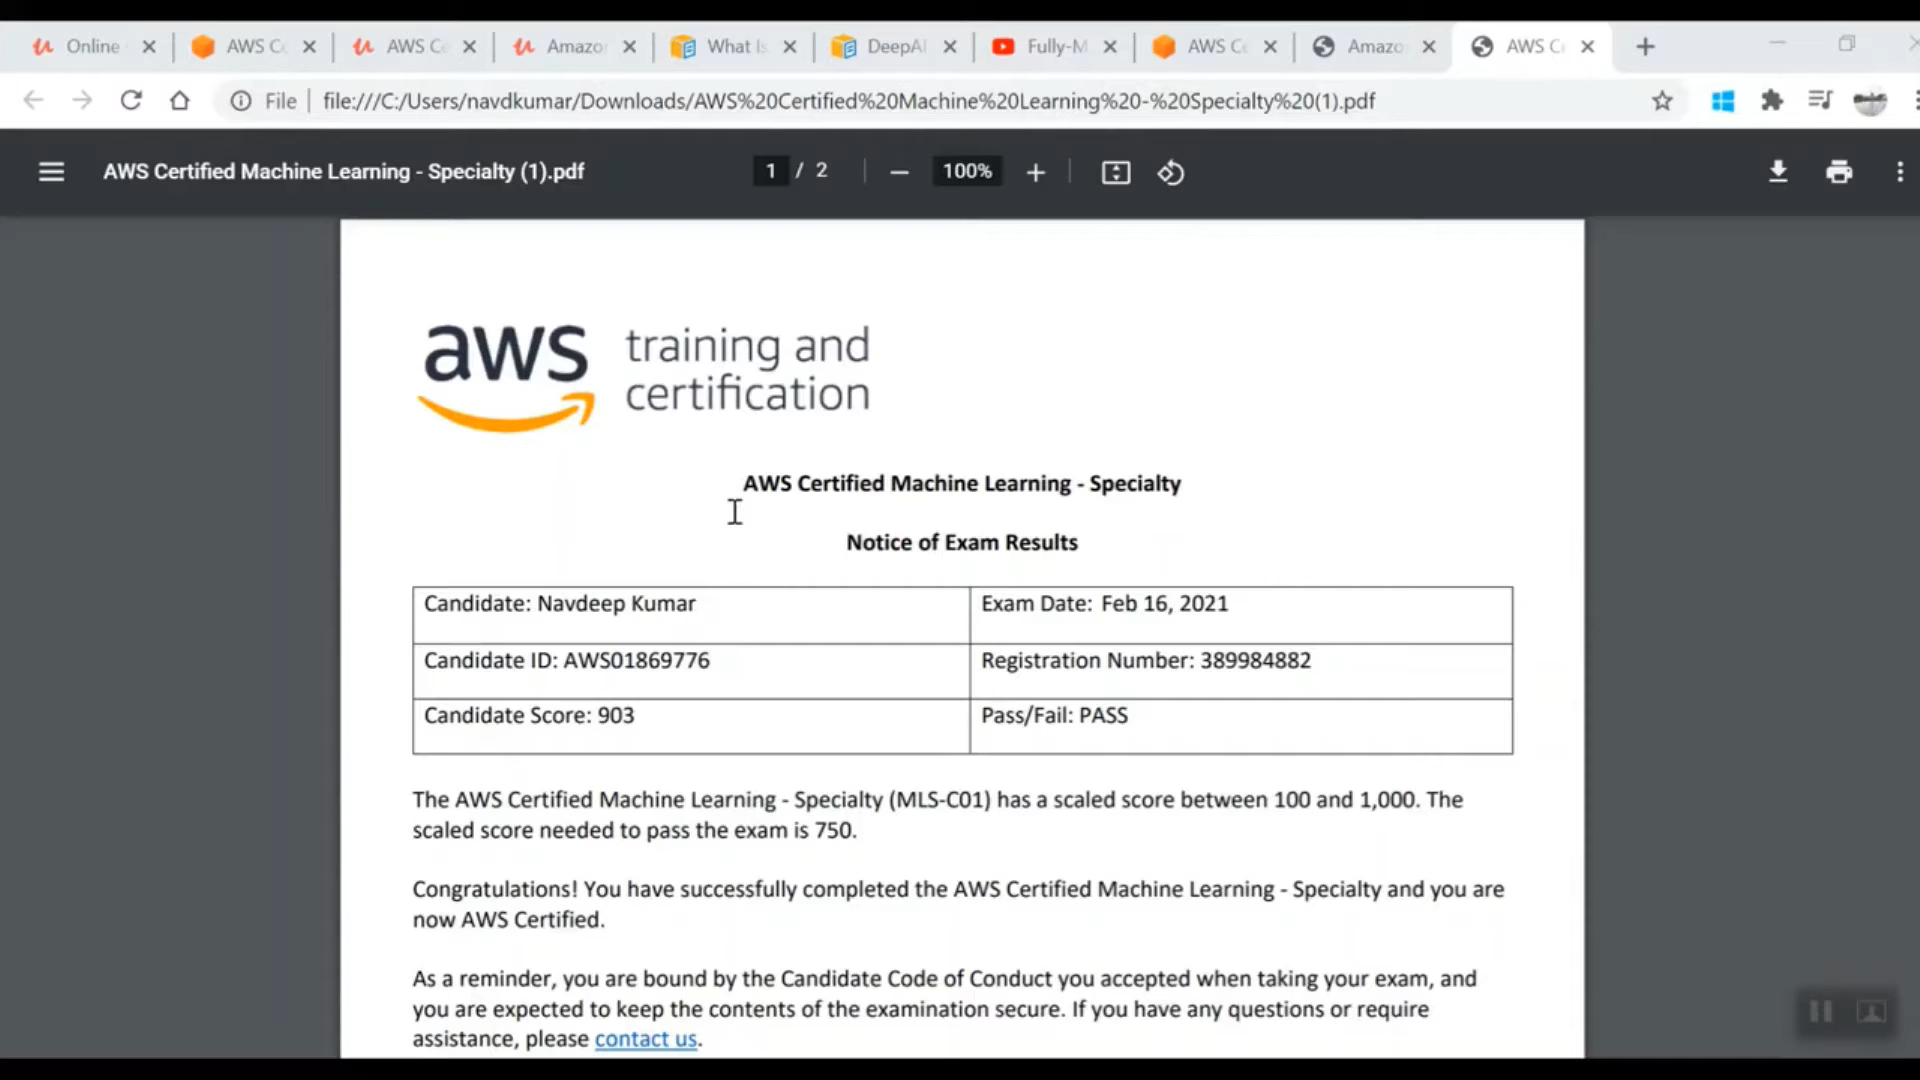 Online
AWS Ce
AWS Ce
Amazo
What Is
DeepAI
Fully-M
AWS Ce
Amazo
AWS Ce
File
file:///C:/Users/navdkumar/Downloads/AWS%20Certified%20Machine%20Learning%20-%20Specialty%20(1).pdf
AWS Certified Machine Learning - Specialty (1).pdf
1 / 2
100%
aws training and
certification
AWS Certified Machine Learning - Specialty
Notice of Exam Results
Candidate: Navdeep Kumar
Exam Date: Feb 16, 2021
Candidate ID: AWS01869776
Registration Number: 389984882
Candidate Score: 903
Pass/Fail: PASS
The AWS Certified Machine Learning - Specialty (MLS-C01) has a scaled score between 100 and 1,000. The
scaled score needed to pass the exam is 750.
Congratulations! You have successfully completed the AWS Certified Machine Learning - Specialty and you are
now AWS Certified.
As a reminder, you are bound by the Candidate Code of Conduct you accepted when taking your exam, and
you are expected to keep the contents of the examination secure. If you have any questions or require
assistance, please contact us.